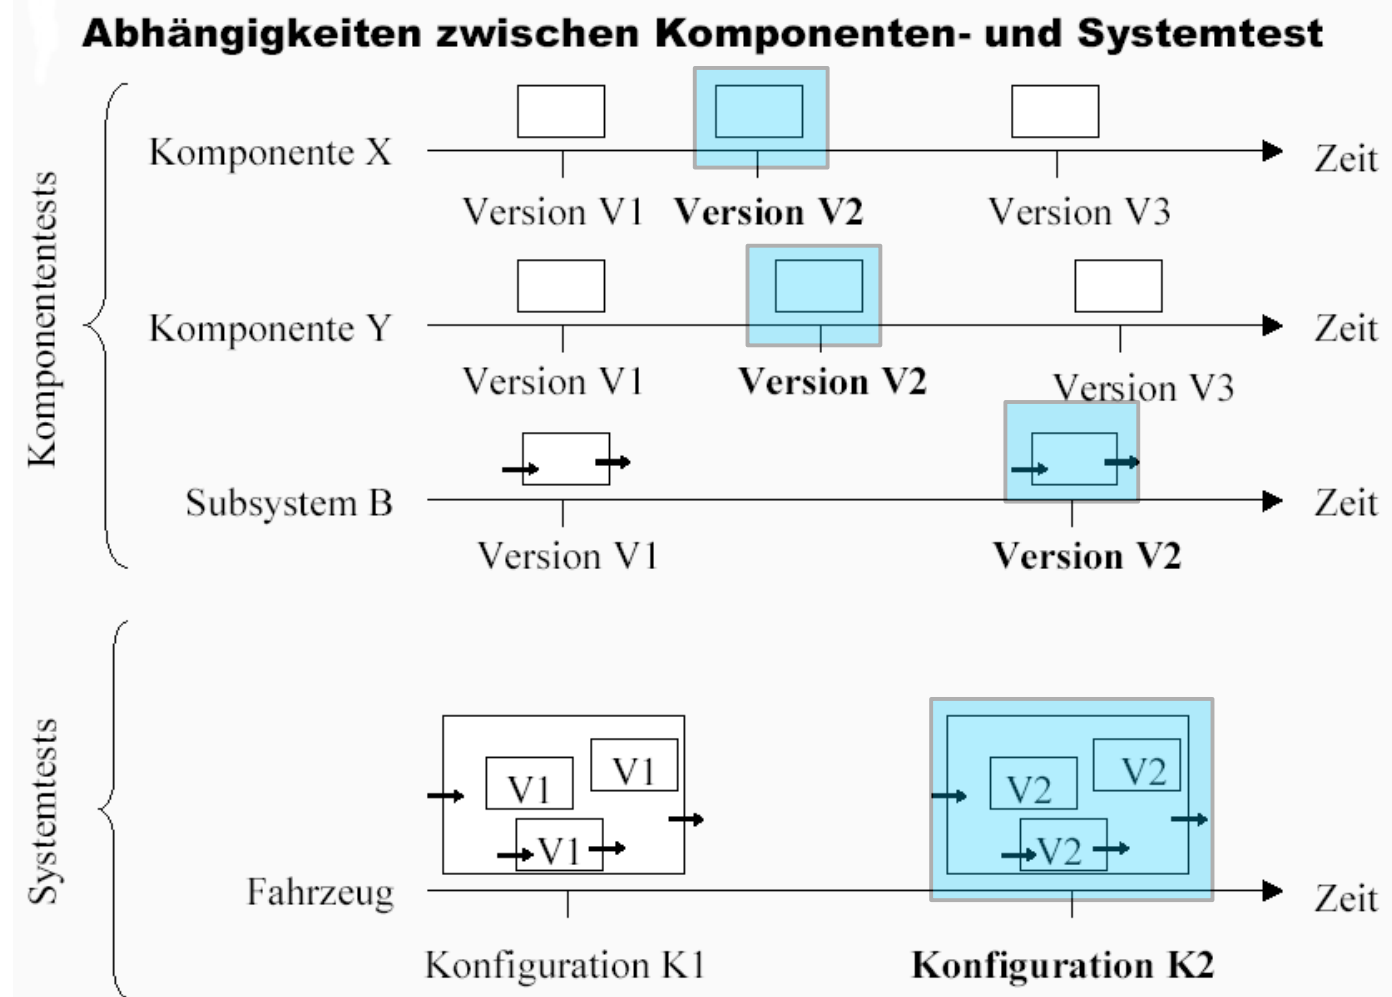 Abhängigkeiten zwischen Komponenten- und Systemtest
Komponententests
Komponente X
Zeit
Version V1
Version V2
Version V3
Komponente Y
Zeit
Version V1
Version V2
Version V3
Subsystem B
Zeit
Version V1
Version V2
Systemtests
V1
V1
V1
V2
V2
V2
Fahrzeug
Zeit
Konfiguration K1
Konfiguration K2